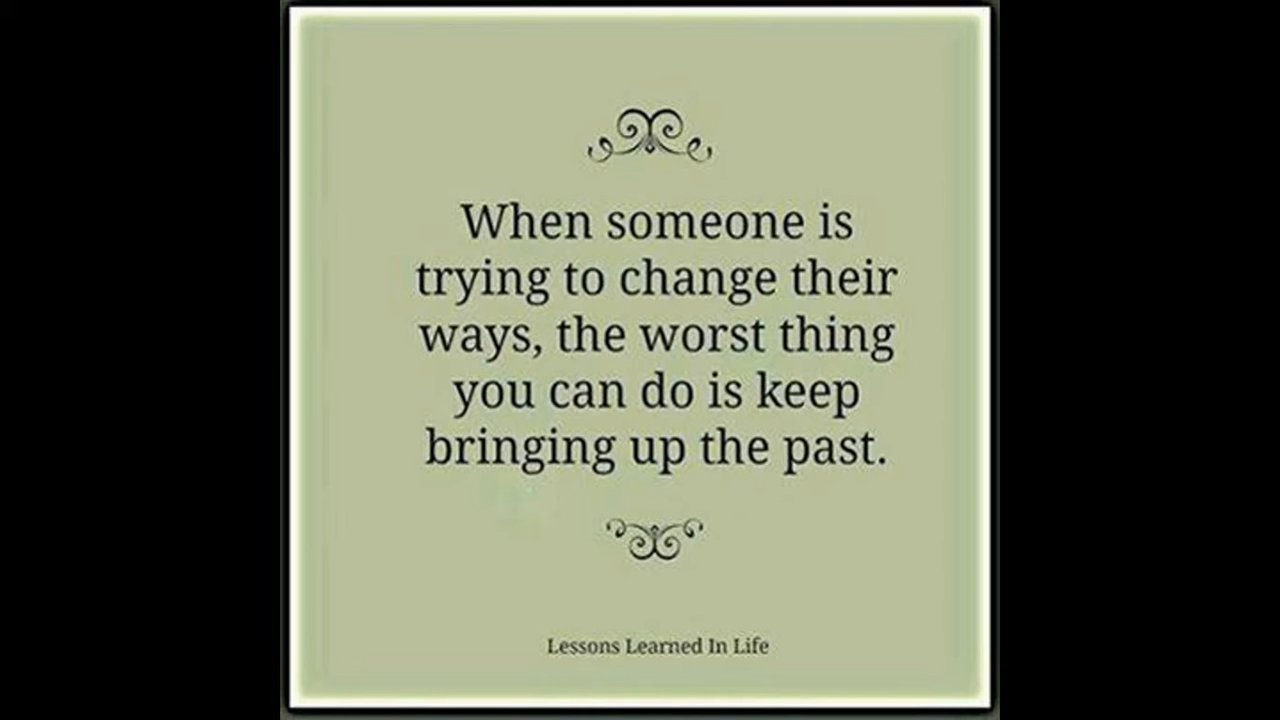 When someone is
trying to change their
ways, the worst thing
you can do is keep
bringing up the past.
Lessons Learned In Life